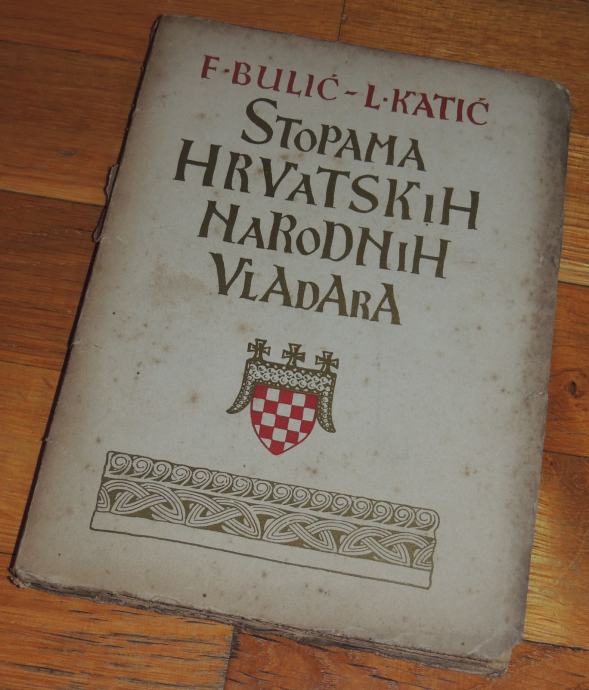 F·BULIĆ – L·KATIĆ
STOPAMA
HRVATSKIH
NARODNIH
VLADARA